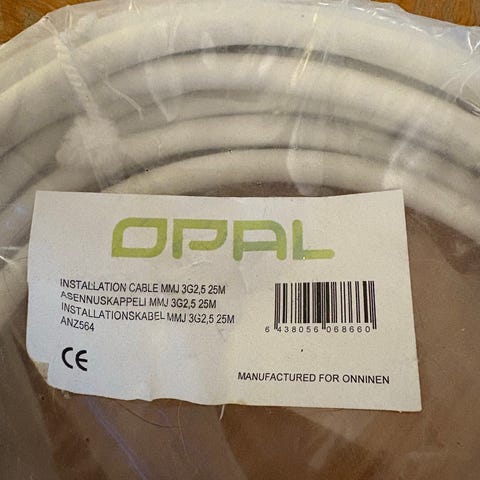 OPAL
INSTALLATION CABLE MMJ 3G2,5 25M
ASENNUSKAPPELI MMJ 3G2,5 25M
INSTALLATIONSKABEL MMJ 3G2,5 25M
ANZ564
6 438056 068660
CE
MANUFACTURED FOR ONNINEN